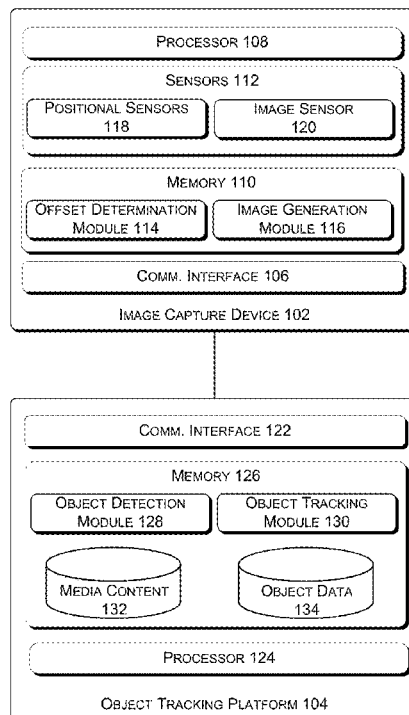 PROCESSOR 108
SENSORS 112
POSITIONAL SENSORS
118
IMAGE SENSOR
120
MEMORY 110
OFFSET DETERMINATION
MODULE 114
IMAGE GENERATION
MODULE 116
COMM. INTERFACE 106
IMAGE CAPTURE DEVICE 102
COMM. INTERFACE 122
MEMORY 126
OBJECT DETECTION
MODULE 128
OBJECT TRACKING
MODULE 130
MEDIA CONTENT
132
OBJECT DATA
134
PROCESSOR 124
OBJECT TRACKING PLATFORM 104